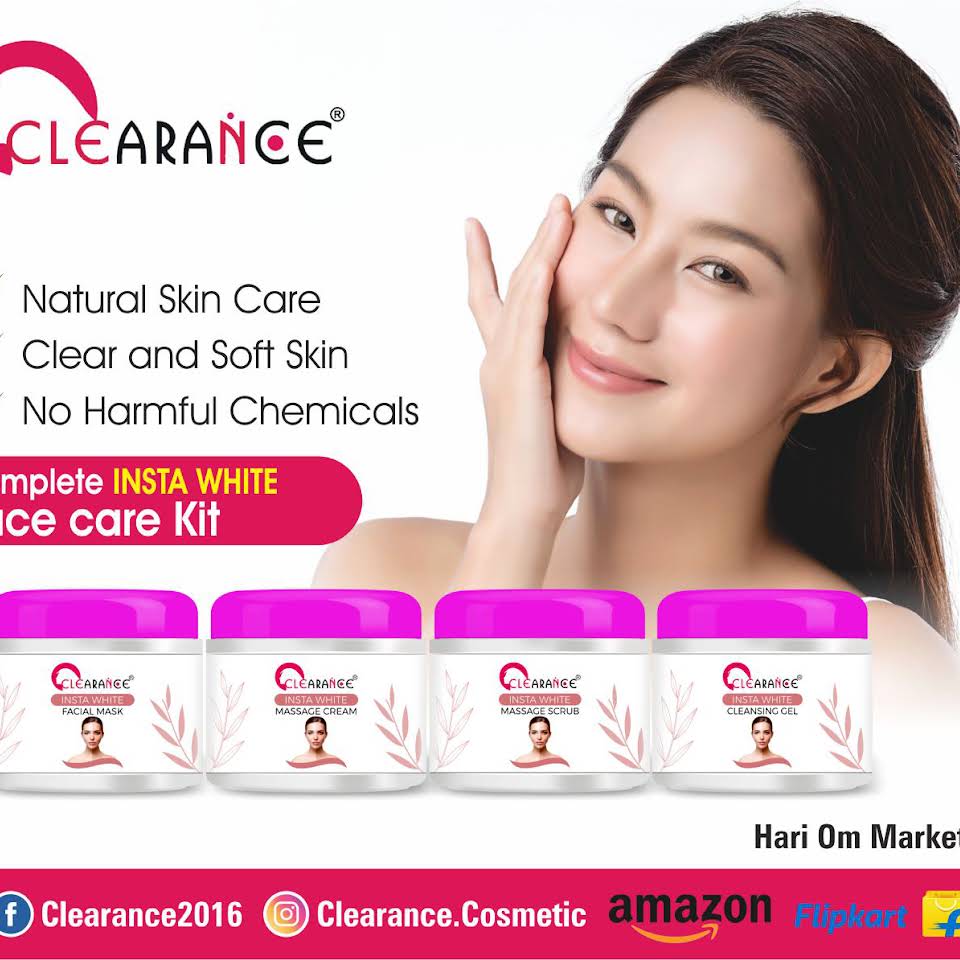 CLEARANCE®
Natural Skin Care
Clear and Soft Skin
No Harmful Chemicals
mplete INSTA WHITE
ce care Kit
CLEARANCE®
INSTA WHITE
FACIAL MASK
CLEARANCE®
INSTA WHITE
MASSAGE CREAM
CLEARANCE®
INSTA WHITE
MASSAGE SCRUB
CLEARANCE®
INSTA WHITE
CLEANSING GEL
Hari Om Market
f Clearance2016 Clearance.Cosmetic amazon Flipkart f